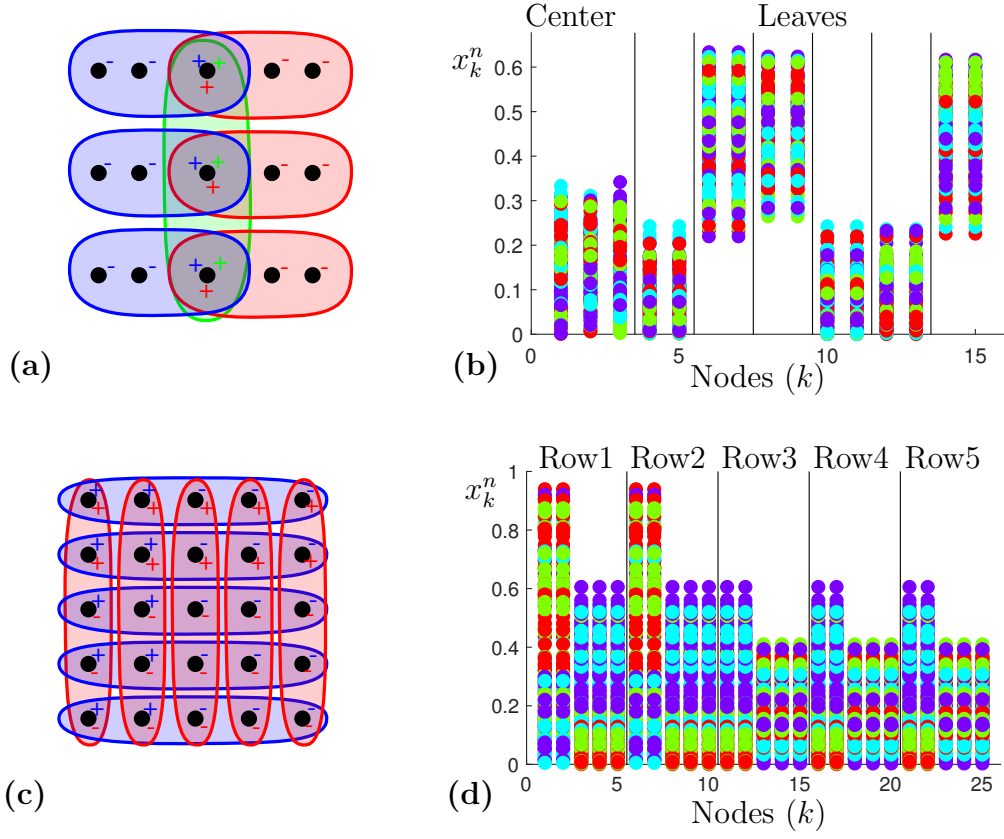 Center Leaves
x_k^n
0.6
0.5
0.4
0.3
0.2
0.1
0
0 5 10 15
Nodes (k)
(a)
(b)
+ - - + + - -
+
- - + + - -
+
- - + + - -
+
Row1 Row2 Row3 Row4 Row5
x_k^n
1
0.8
0.6
0.4
0.2
0
0 5 10 15 20 25
Nodes (k)
(c)
(d)
+ + - - -
+ + + + +
+ + - - -
+ + + + +
+ + - - -
- - - - -
+ + - - -
- - - - -
+ + - - -
- - - - -